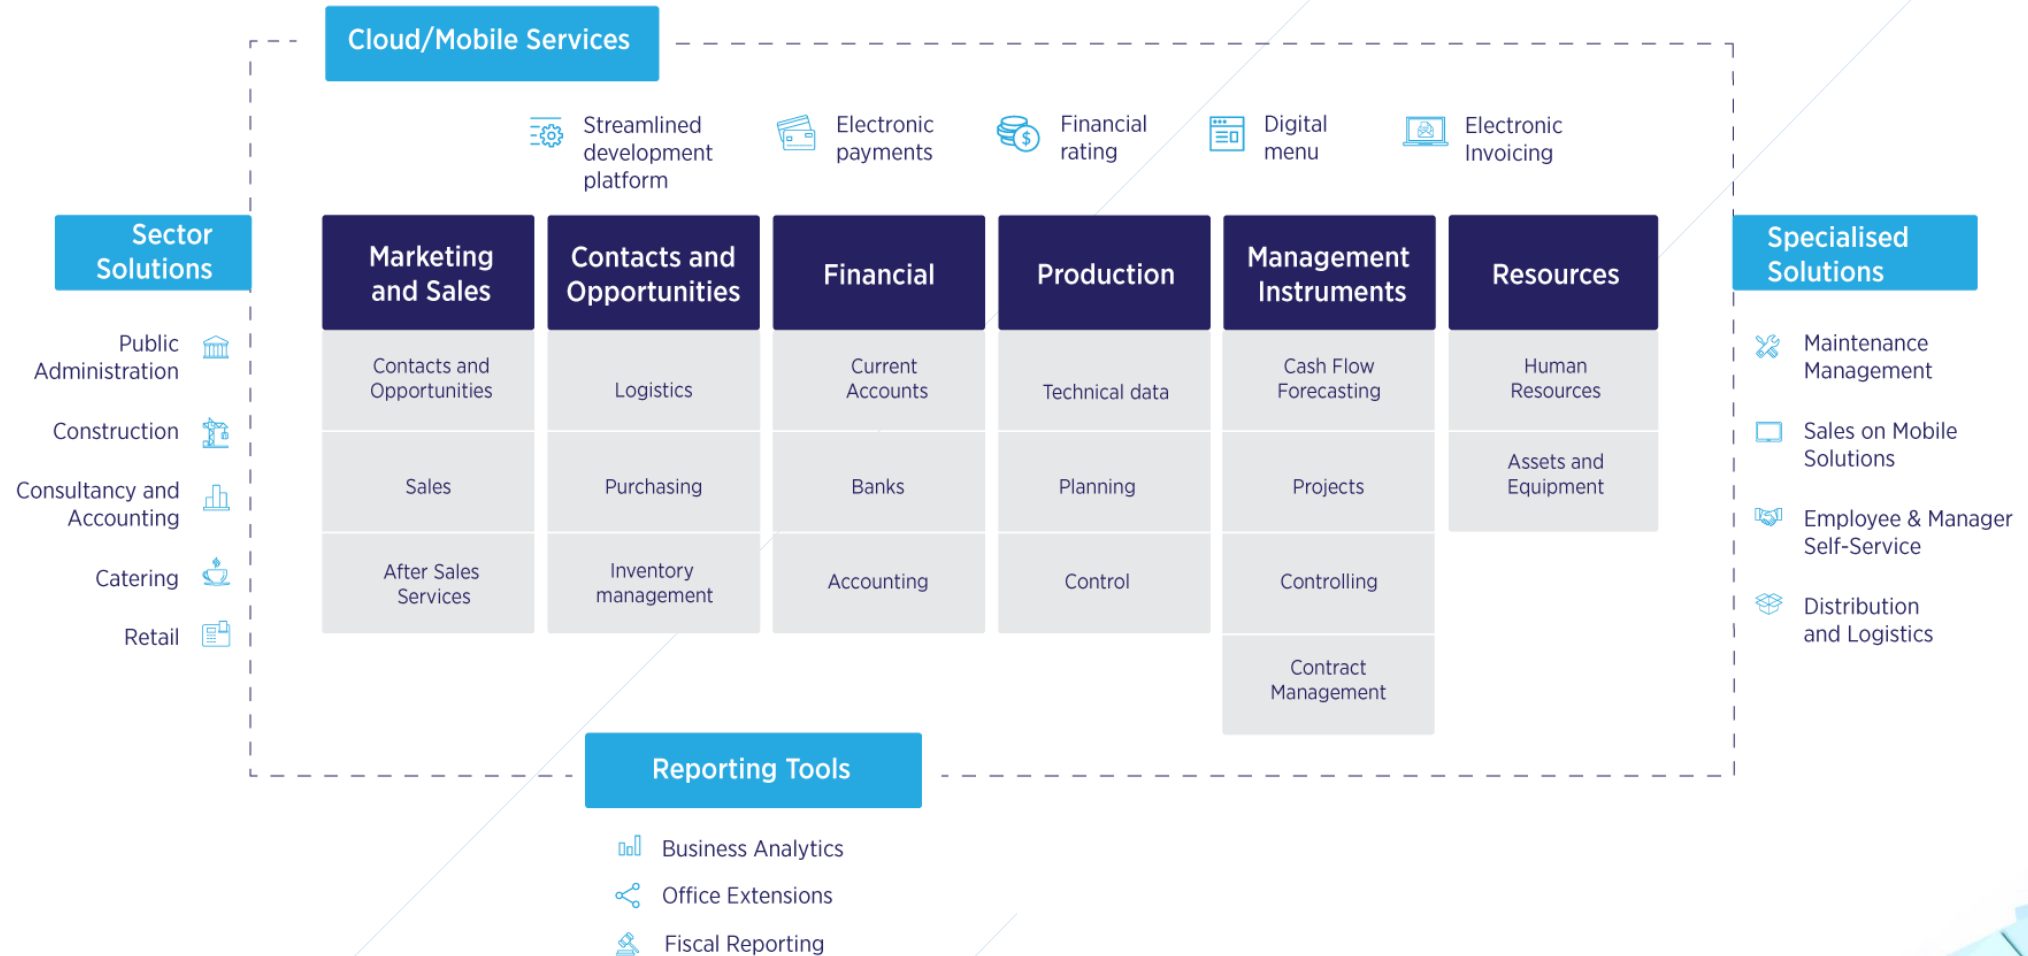 Cloud/Mobile Services
Streamlined
development
platform
Electronic
payments
Financial
rating
Digital
menu
Electronic
Invoicing
Sector
Solutions
Public
Administration
Construction
Consultancy and
Accounting
Catering
Retail
Marketing
and Sales
Contacts and
Opportunities
Sales
After Sales
Services
Contacts and
Opportunities
Logistics
Purchasing
Inventory
management
Financial
Current
Accounts
Banks
Accounting
Production
Technical data
Planning
Control
Management
Instruments
Cash Flow
Forecasting
Projects
Controlling
Contract
Management
Resources
Human
Resources
Assets and
Equipment
Specialised
Solutions
Maintenance
Management
Sales on Mobile
Solutions
Employee & Manager
Self-Service
Distribution
and Logistics
Reporting Tools
Business Analytics
Office Extensions
Fiscal Reporting